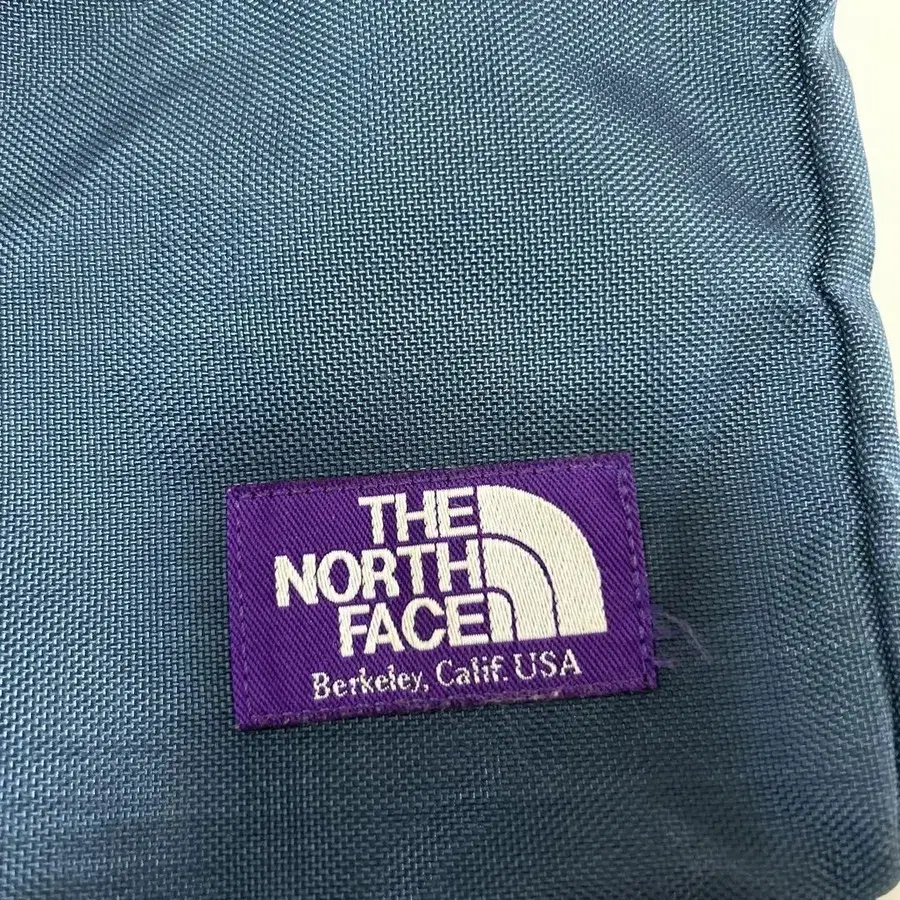 THE
NORTH
FACE
Berkeley, Calif. USA